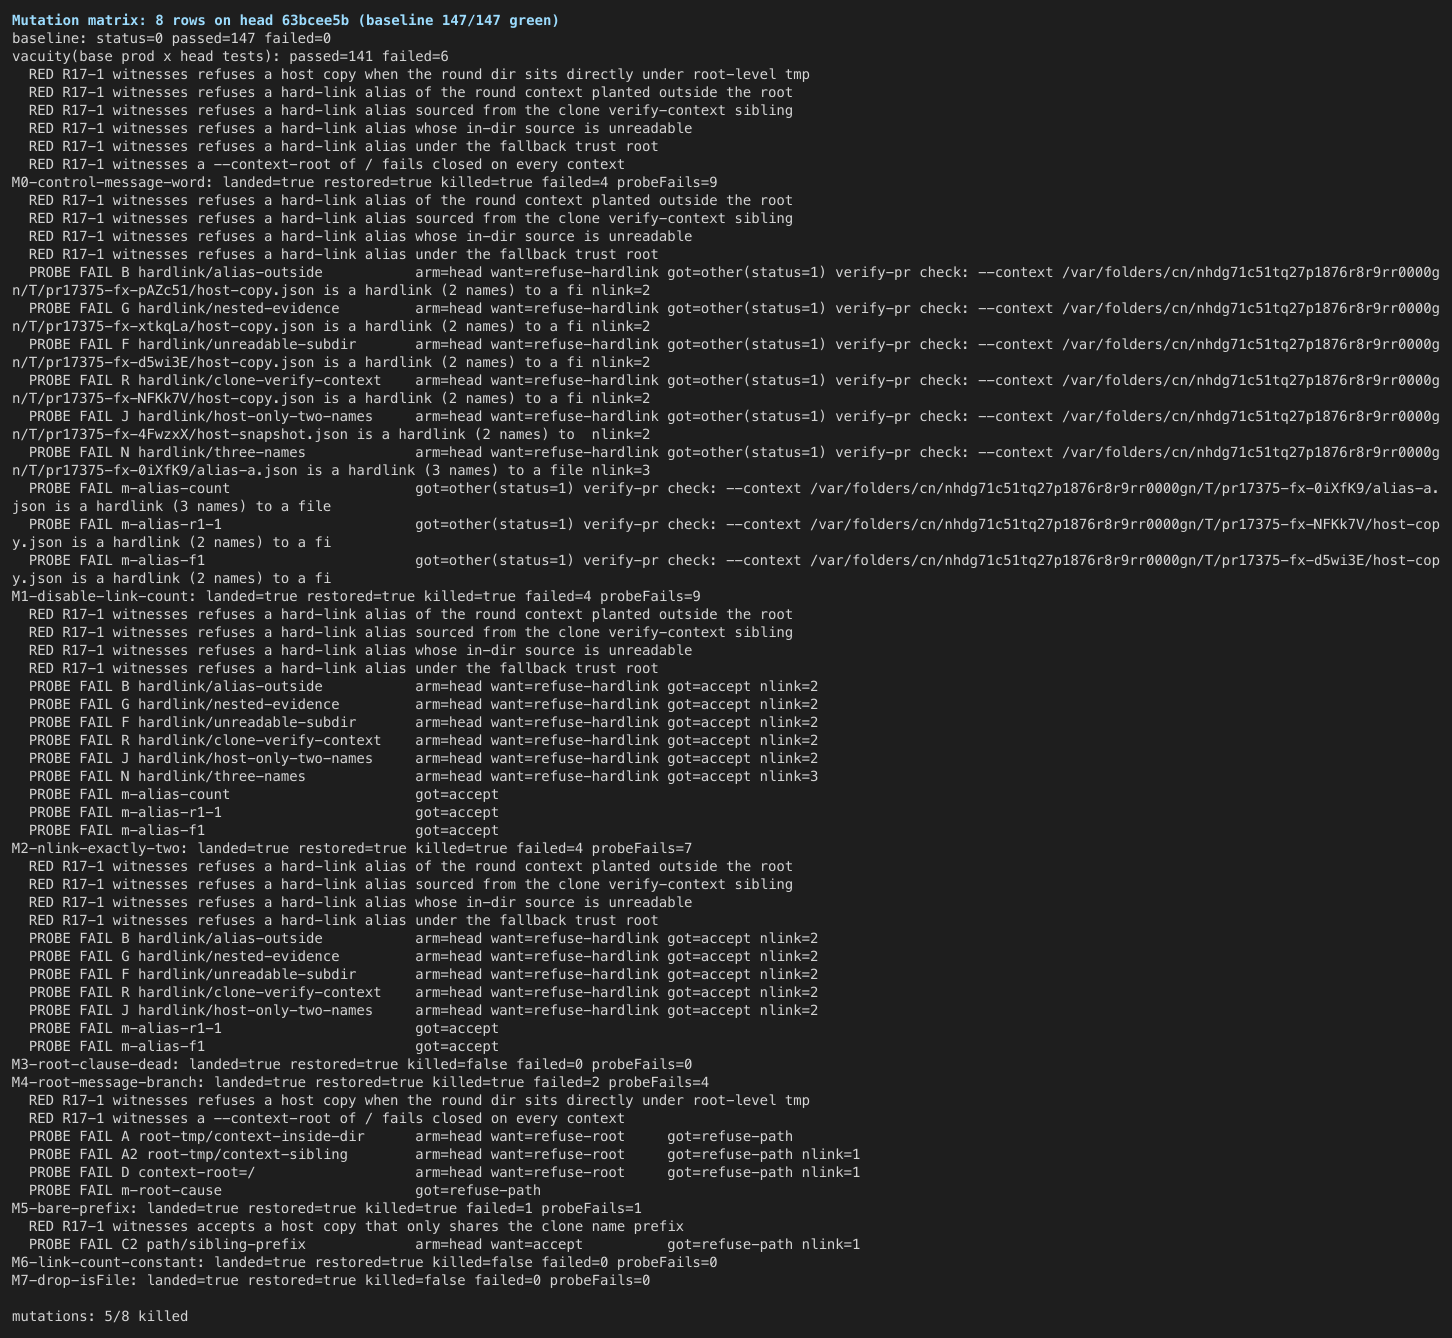 Mutation matrix: 8 rows on head 63bcee5b (baseline 147/147 green)
baseline: status=0 passed=147 failed=0
vacuity(base prod x head tests): passed=141 failed=6
  RED R17-1 witnesses refuses a host copy when the round dir sits directly under root-level tmp
  RED R17-1 witnesses refuses a hard-link alias of the round context planted outside the root
  RED R17-1 witnesses refuses a hard-link alias sourced from the clone verify-context sibling
  RED R17-1 witnesses refuses a hard-link alias whose in-dir source is unreadable
  RED R17-1 witnesses refuses a hard-link alias under the fallback trust root
  RED R17-1 witnesses a --context-root of / fails closed on every context
M0-control-message-word: landed=true restored=true killed=true failed=4 probeFails=9
  RED R17-1 witnesses refuses a hard-link alias of the round context planted outside the root
  RED R17-1 witnesses refuses a hard-link alias sourced from the clone verify-context sibling
  RED R17-1 witnesses refuses a hard-link alias whose in-dir source is unreadable
  RED R17-1 witnesses refuses a hard-link alias under the fallback trust root
  PROBE FAIL B hardlink/alias-outside           arm=head want=refuse-hardlink got=other(status=1) verify-pr check: --context /var/folders/cn/nhdg71c51tq27p1876r8r9rr0000g
n/T/pr17375-fx-pAZc51/host-copy.json is a hardlink (2 names) to a fi nlink=2
  PROBE FAIL G hardlink/nested-evidence         arm=head want=refuse-hardlink got=other(status=1) verify-pr check: --context /var/folders/cn/nhdg71c51tq27p1876r8r9rr0000g
n/T/pr17375-fx-xtkqLa/host-copy.json is a hardlink (2 names) to a fi nlink=2
  PROBE FAIL F hardlink/unreadable-subdir       arm=head want=refuse-hardlink got=other(status=1) verify-pr check: --context /var/folders/cn/nhdg71c51tq27p1876r8r9rr0000g
n/T/pr17375-fx-d5wi3E/host-copy.json is a hardlink (2 names) to a fi nlink=2
  PROBE FAIL R hardlink/clone-verify-context    arm=head want=refuse-hardlink got=other(status=1) verify-pr check: --context /var/folders/cn/nhdg71c51tq27p1876r8r9rr0000g
n/T/pr17375-fx-NFKk7V/host-copy.json is a hardlink (2 names) to a fi nlink=2
  PROBE FAIL J hardlink/host-only-two-names     arm=head want=refuse-hardlink got=other(status=1) verify-pr check: --context /var/folders/cn/nhdg71c51tq27p1876r8r9rr0000g
n/T/pr17375-fx-4FwzxX/host-snapshot.json is a hardlink (2 names) to  nlink=2
  PROBE FAIL N hardlink/three-names             arm=head want=refuse-hardlink got=other(status=1) verify-pr check: --context /var/folders/cn/nhdg71c51tq27p1876r8r9rr0000g
n/T/pr17375-fx-0iXfK9/alias-a.json is a hardlink (3 names) to a file nlink=3
  PROBE FAIL m-alias-count                      got=other(status=1) verify-pr check: --context /var/folders/cn/nhdg71c51tq27p1876r8r9rr0000gn/T/pr17375-fx-0iXfK9/alias-a.
json is a hardlink (3 names) to a file
  PROBE FAIL m-alias-r1-1                       got=other(status=1) verify-pr check: --context /var/folders/cn/nhdg71c51tq27p1876r8r9rr0000gn/T/pr17375-fx-NFKk7V/host-cop
y.json is a hardlink (2 names) to a fi
  PROBE FAIL m-alias-f1                         got=other(status=1) verify-pr check: --context /var/folders/cn/nhdg71c51tq27p1876r8r9rr0000gn/T/pr17375-fx-d5wi3E/host-cop
y.json is a hardlink (2 names) to a fi
M1-disable-link-count: landed=true restored=true killed=true failed=4 probeFails=9
  RED R17-1 witnesses refuses a hard-link alias of the round context planted outside the root
  RED R17-1 witnesses refuses a hard-link alias sourced from the clone verify-context sibling
  RED R17-1 witnesses refuses a hard-link alias whose in-dir source is unreadable
  RED R17-1 witnesses refuses a hard-link alias under the fallback trust root
  PROBE FAIL B hardlink/alias-outside           arm=head want=refuse-hardlink got=accept nlink=2
  PROBE FAIL G hardlink/nested-evidence         arm=head want=refuse-hardlink got=accept nlink=2
  PROBE FAIL F hardlink/unreadable-subdir       arm=head want=refuse-hardlink got=accept nlink=2
  PROBE FAIL R hardlink/clone-verify-context    arm=head want=refuse-hardlink got=accept nlink=2
  PROBE FAIL J hardlink/host-only-two-names     arm=head want=refuse-hardlink got=accept nlink=2
  PROBE FAIL N hardlink/three-names             arm=head want=refuse-hardlink got=accept nlink=3
  PROBE FAIL m-alias-count                      got=accept
  PROBE FAIL m-alias-r1-1                       got=accept
  PROBE FAIL m-alias-f1                         got=accept
M2-nlink-exactly-two: landed=true restored=true killed=true failed=4 probeFails=7
  RED R17-1 witnesses refuses a hard-link alias of the round context planted outside the root
  RED R17-1 witnesses refuses a hard-link alias sourced from the clone verify-context sibling
  RED R17-1 witnesses refuses a hard-link alias whose in-dir source is unreadable
  RED R17-1 witnesses refuses a hard-link alias under the fallback trust root
  PROBE FAIL B hardlink/alias-outside           arm=head want=refuse-hardlink got=accept nlink=2
  PROBE FAIL G hardlink/nested-evidence         arm=head want=refuse-hardlink got=accept nlink=2
  PROBE FAIL F hardlink/unreadable-subdir       arm=head want=refuse-hardlink got=accept nlink=2
  PROBE FAIL R hardlink/clone-verify-context    arm=head want=refuse-hardlink got=accept nlink=2
  PROBE FAIL J hardlink/host-only-two-names     arm=head want=refuse-hardlink got=accept nlink=2
  PROBE FAIL m-alias-r1-1                       got=accept
  PROBE FAIL m-alias-f1                         got=accept
M3-root-clause-dead: landed=true restored=true killed=false failed=0 probeFails=0
M4-root-message-branch: landed=true restored=true killed=true failed=2 probeFails=4
  RED R17-1 witnesses refuses a host copy when the round dir sits directly under root-level tmp
  RED R17-1 witnesses a --context-root of / fails closed on every context
  PROBE FAIL A root-tmp/context-inside-dir      arm=head want=refuse-root     got=refuse-path
  PROBE FAIL A2 root-tmp/context-sibling        arm=head want=refuse-root     got=refuse-path nlink=1
  PROBE FAIL D context-root=/                   arm=head want=refuse-root     got=refuse-path nlink=1
  PROBE FAIL m-root-cause                       got=refuse-path
M5-bare-prefix: landed=true restored=true killed=true failed=1 probeFails=1
  RED R17-1 witnesses accepts a host copy that only shares the clone name prefix
  PROBE FAIL C2 path/sibling-prefix             arm=head want=accept          got=refuse-path nlink=1
M6-link-count-constant: landed=true restored=true killed=false failed=0 probeFails=0
M7-drop-isFile: landed=true restored=true killed=false failed=0 probeFails=0

mutations: 5/8 killed